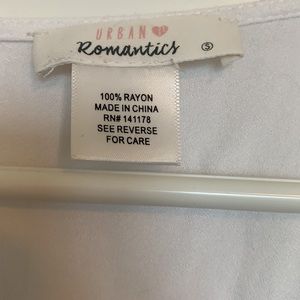 URBAN
Romantics S
100% RAYON
MADE IN CHINA
RN# 141178
SEE REVERSE
FOR CARE